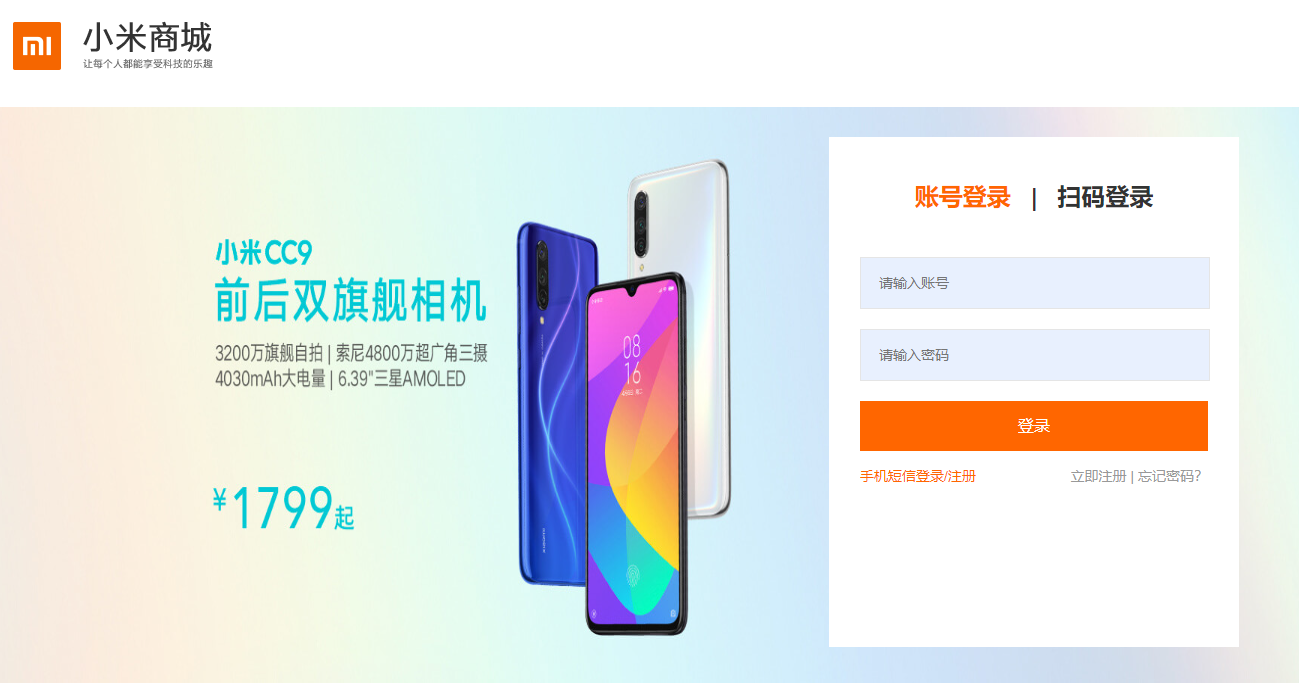 小米商城
让每个人都能享受科技的乐趣
小米CC9
前后双旗舰相机
3200万旗舰自拍 | 索尼4800万超广角三摄
4030mAh大电量 | 6.39"三星AMOLED
¥1799起
08
16
账号登录 | 扫码登录
请输入账号
请输入密码
登录
手机短信登录/注册
立即注册 | 忘记密码?